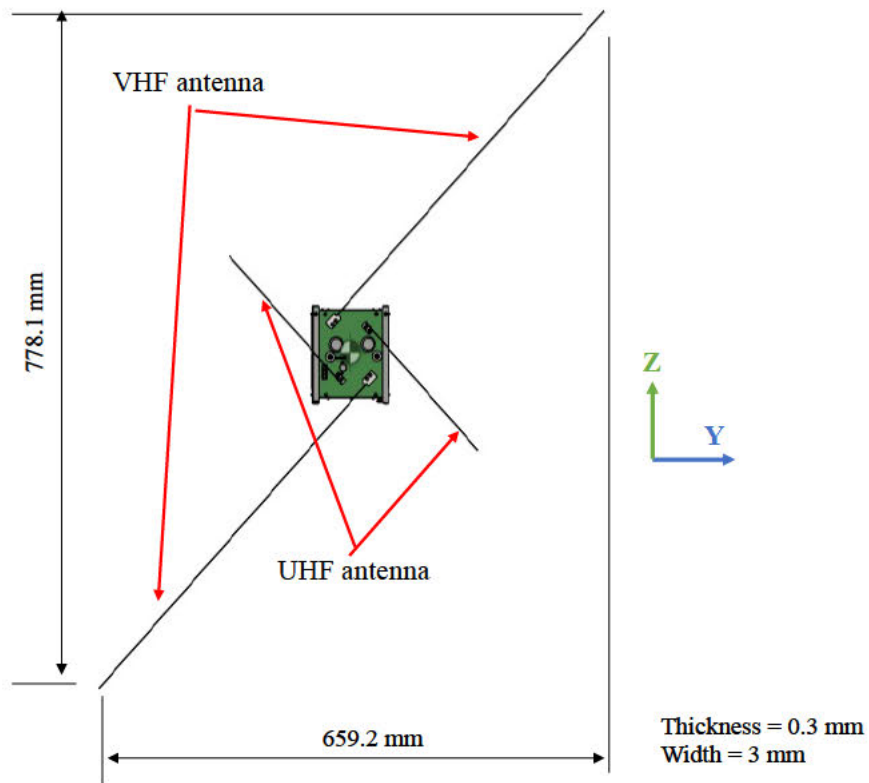 VHF antenna
778.1 mm
Z
Y
UHF antenna
659.2 mm
Thickness = 0.3 mm
Width = 3 mm